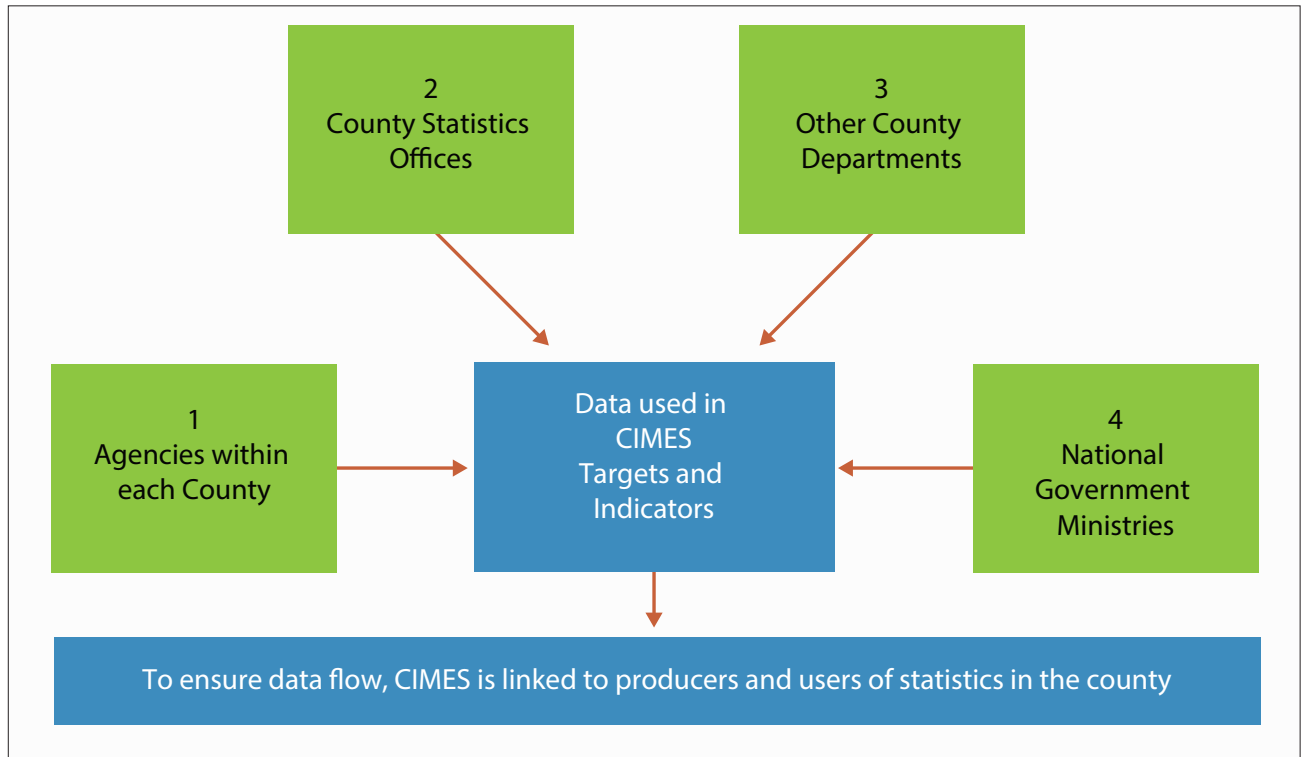 2
County Statistics
Offices
3
Other County
Departments
1
Agencies within
each County
Data used in
CIMES
Targets and
Indicators
4
National
Government
Ministries
To ensure data flow, CIMES is linked to producers and users of statistics in the county